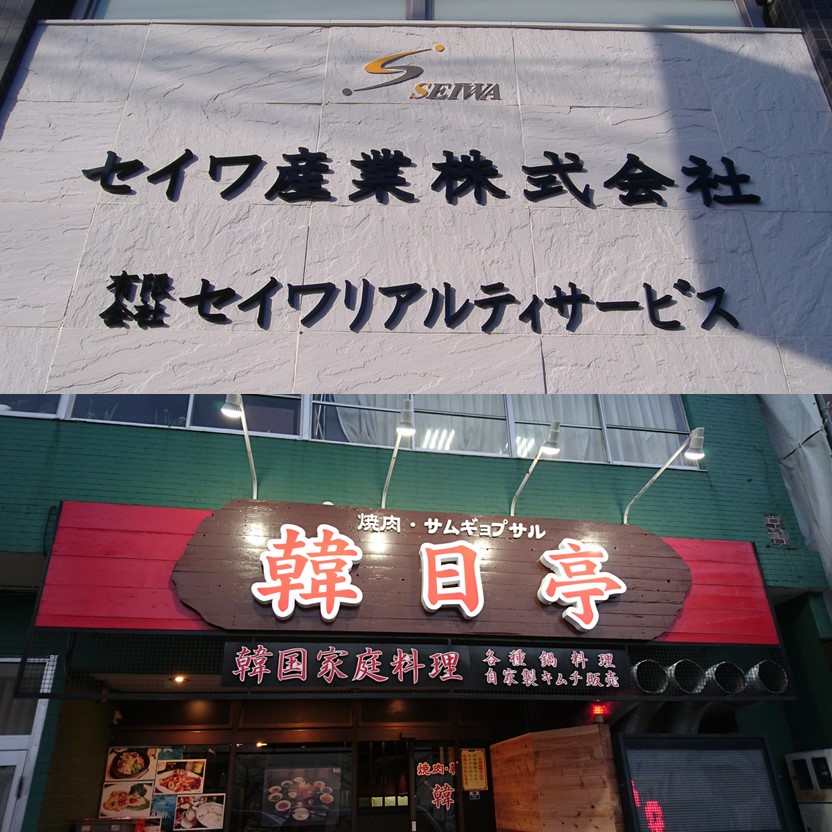 SEIWA
セイワ産業株式会社
有限会社セイワリアルティサービス
焼肉・サムギョプサル
韓日亭
韓国家庭料理
各種鍋料理
自家製キムチ販売
焼肉・
韓